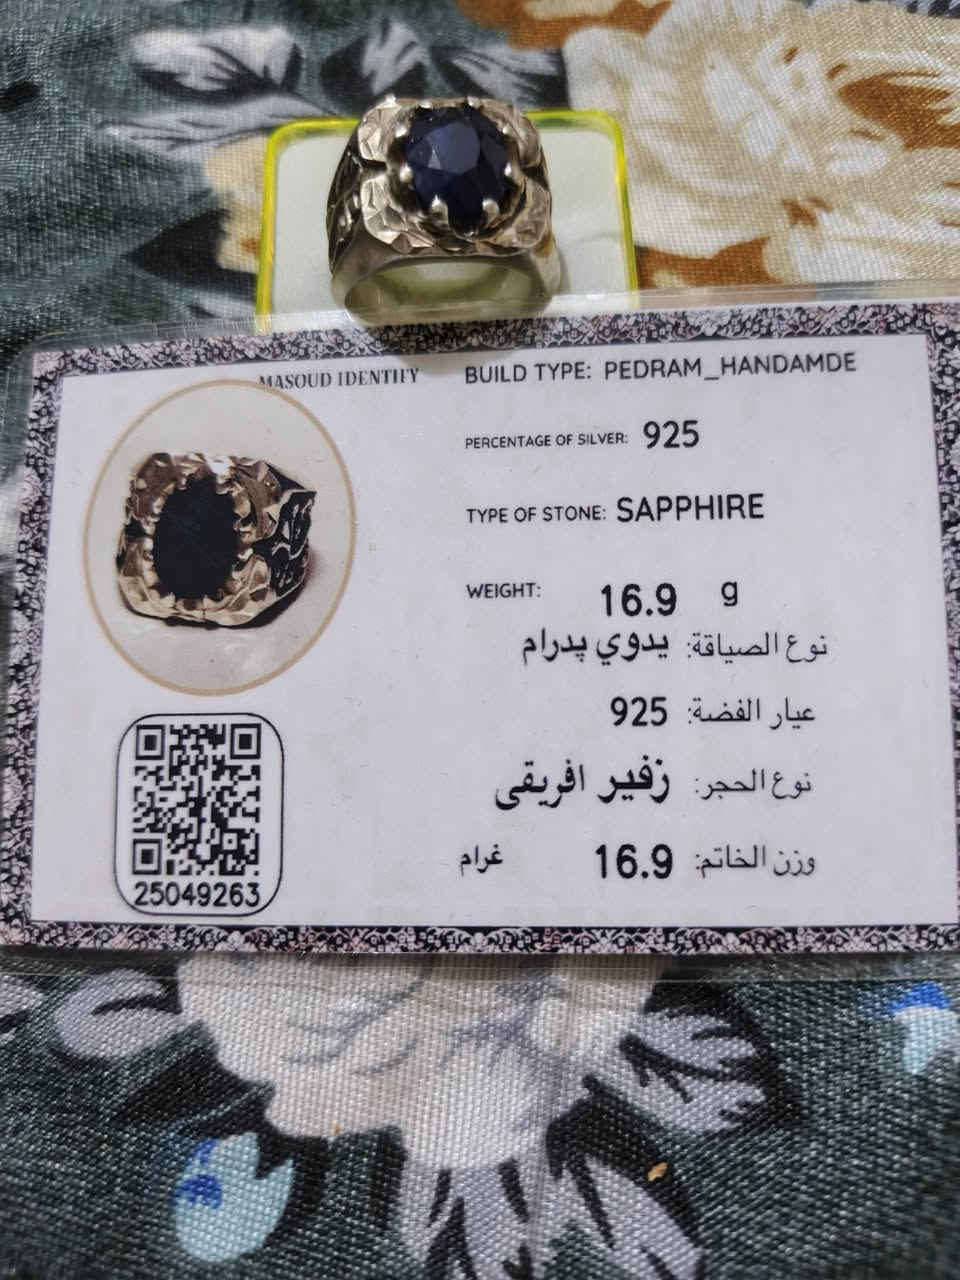 MASOUD IDENTIFY
BUILD TYPE: PEDRAM_HANDAMDE
PERCENTAGE OF SILVER: 925
TYPE OF STONE: SAPPHIRE
WEIGHT: 16.9 g
نوع الصياقة: يدوي پدرام
عيار الفضة: 925
نوع الحجر: زفير افريقى
وزن الخاتم: 16.9 غرام
25049263